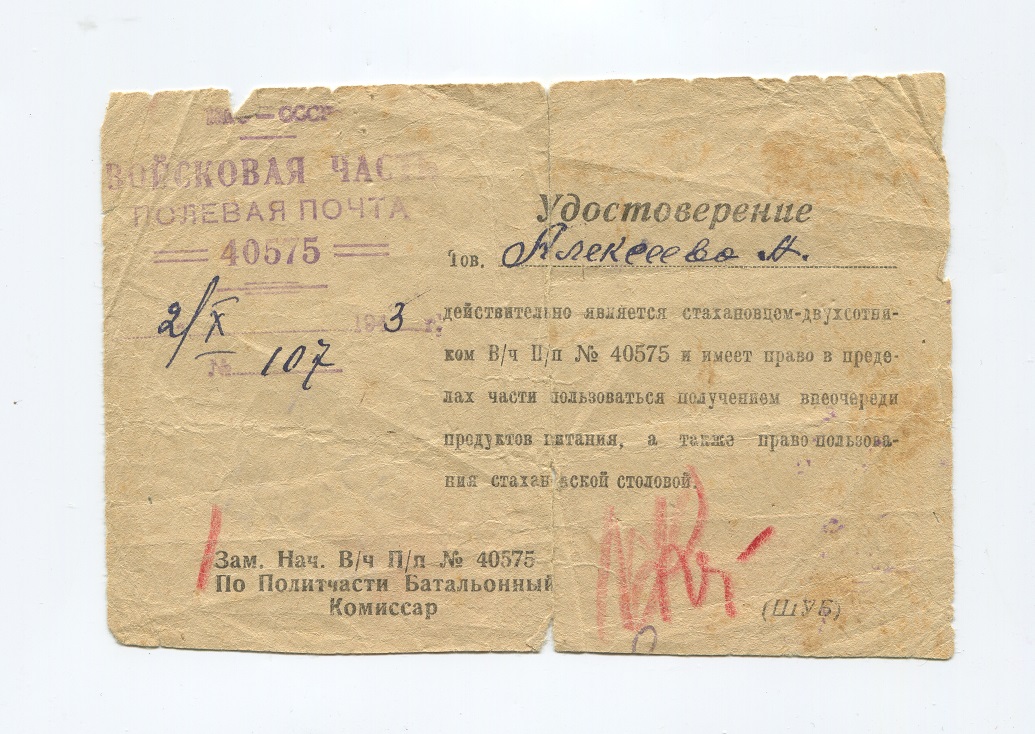 СССР
ВОЙСКОВАЯ ЧАСТЬ
ПОЛЕВАЯ ПОЧТА
40575
2/X 1943 г.
№ 107
Удостоверение
Тов. Алексеева А.
действительно является стахановцем-двухсотни-
ком В/ч П/п № 40575 и имеет право в преде-
лах части пользоваться получением внеочереди
продуктов питания, а также право пользова-
ния стахановской столовой.
Зам. Нач. В/ч П/п № 40575
По Политчасти Батальонный
Комиссар
(ШУБ)